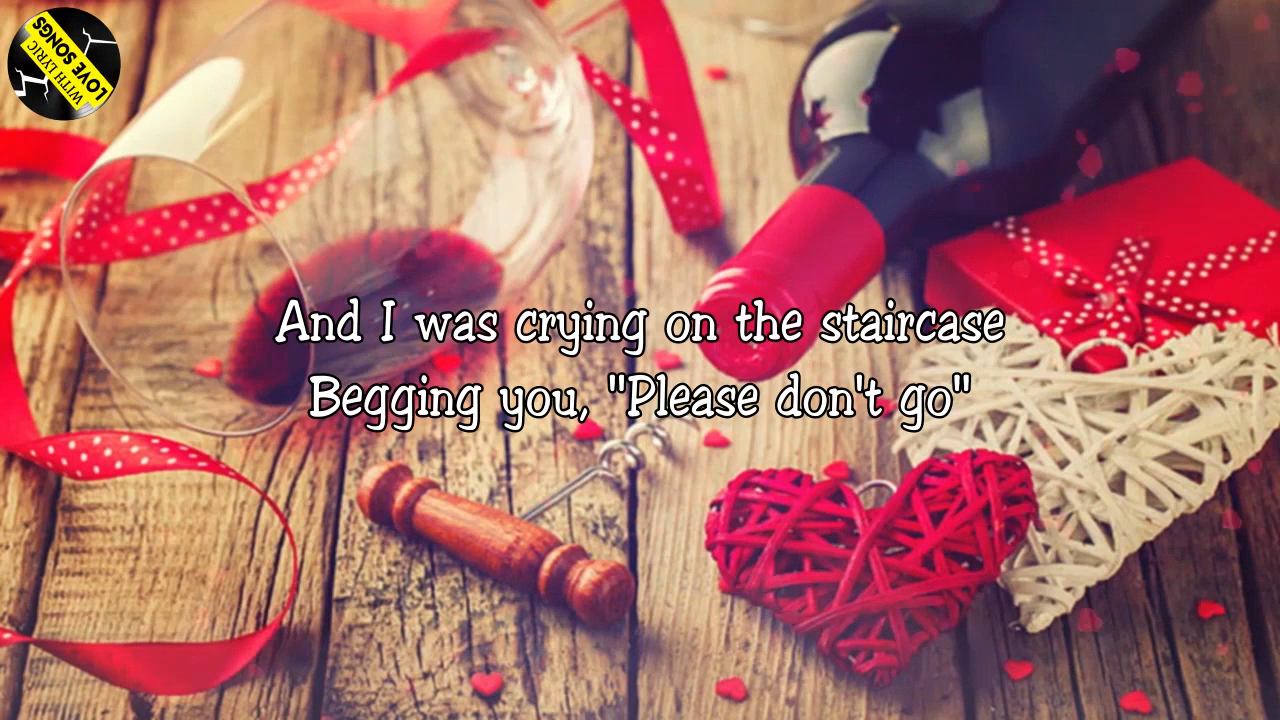 LOVE SONGS
WITH LYRIC
And I was crying on the staircase
Begging you, "Please don't go"